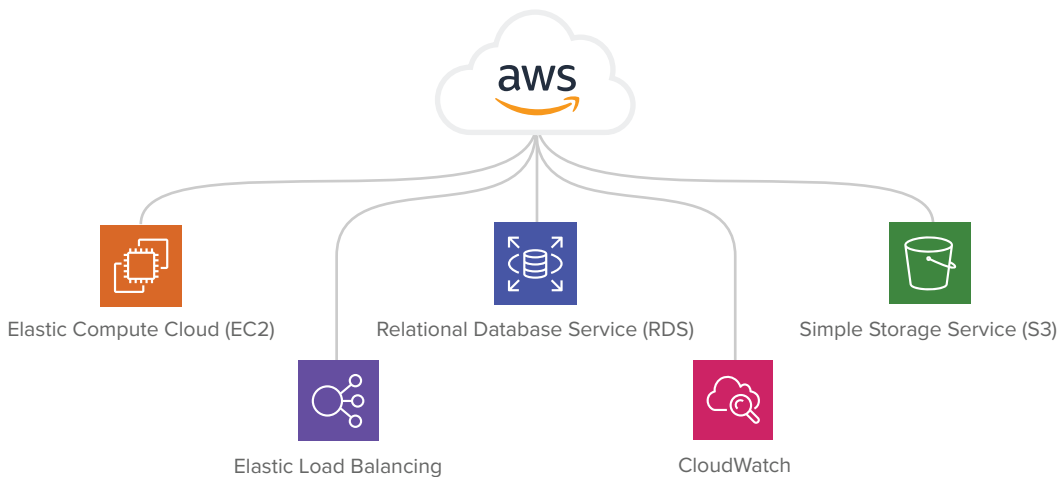 aws
Elastic Compute Cloud (EC2)
Relational Database Service (RDS)
Simple Storage Service (S3)
Elastic Load Balancing
CloudWatch